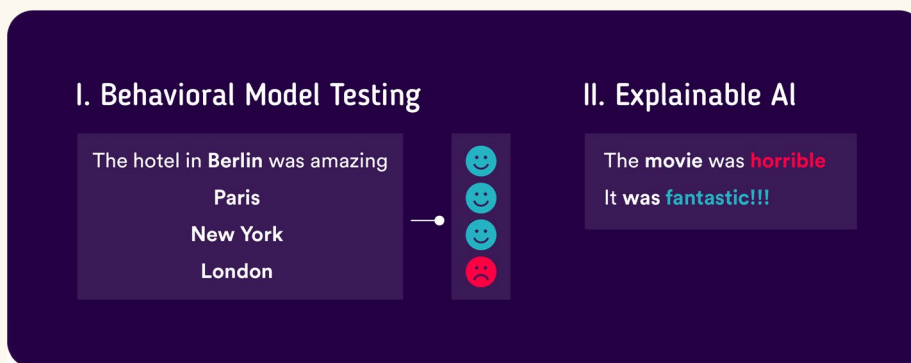 I. Behavioral Model Testing
The hotel in Berlin was amazing
Paris
New York
London
II. Explainable AI
The movie was horrible
It was fantastic!!!